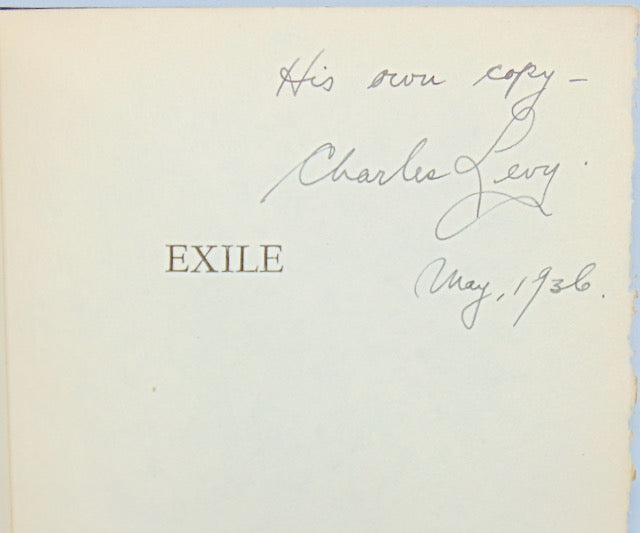 His own copy –
Charles Levy.
EXILE
May, 1936.